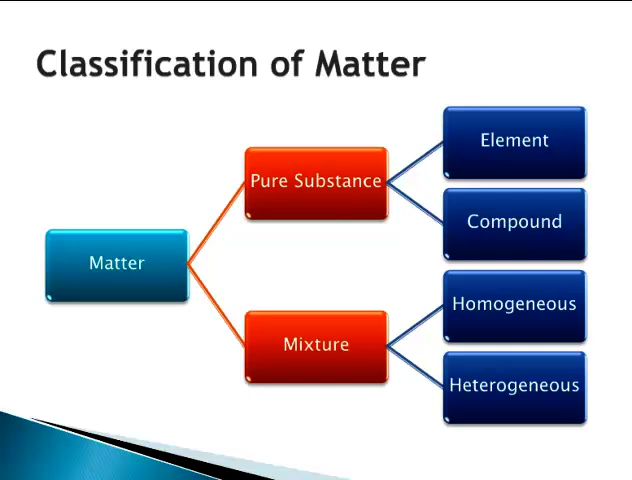 Classification of Matter
Matter
Pure Substance
Element
Compound
Mixture
Homogeneous
Heterogeneous